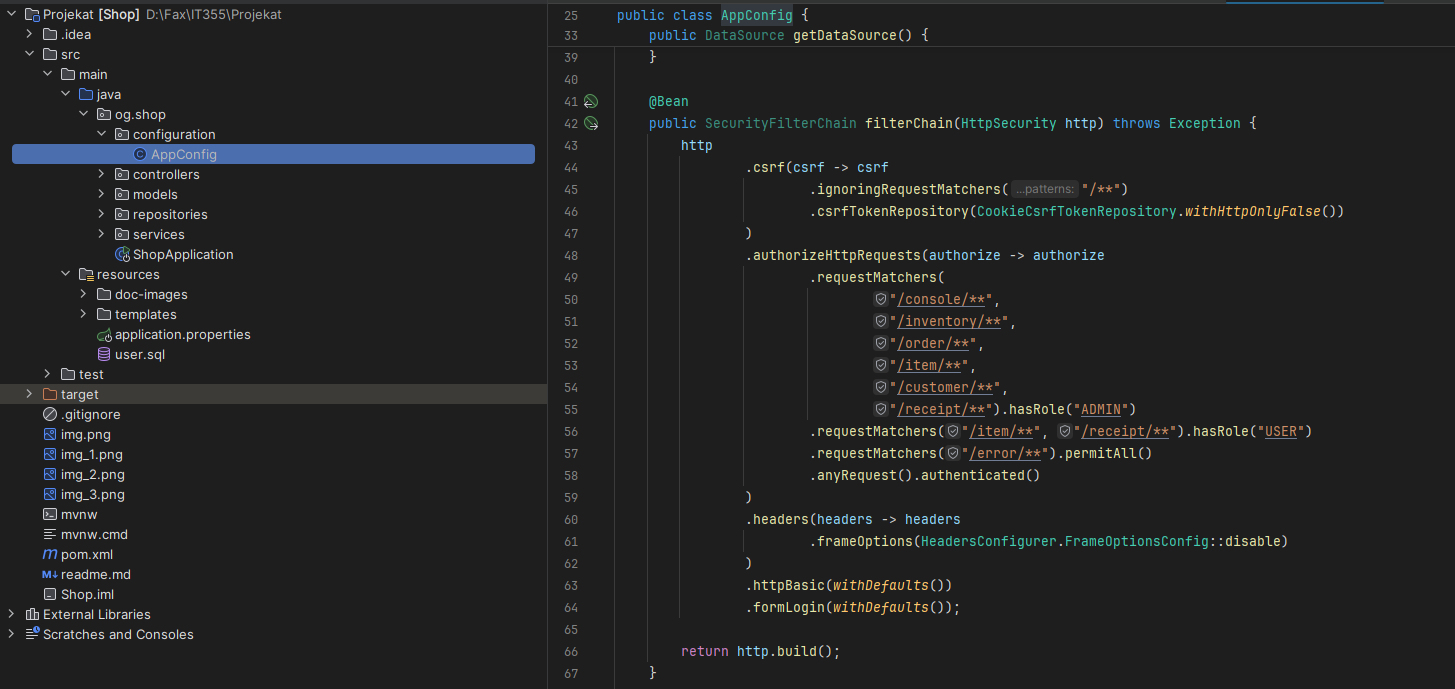 Projekat [Shop] D:\Fax\IT355\Projekat
.idea
src
main
java
og.shop
configuration
AppConfig
controllers
models
repositories
services
ShopApplication
resources
doc-images
templates
application.properties
user.sql
test
target
.gitignore
img.png
img_1.png
img_2.png
img_3.png
mvnw
mvnw.cmd
pom.xml
readme.md
Shop.iml
External Libraries
Scratches and Consoles
25 public class AppConfig {
33 public DataSource getDataSource() {
39 }
40
41 @Bean
42 public SecurityFilterChain filterChain(HttpSecurity http) throws Exception {
43 http
44 .csrf(csrf -> csrf
45 .ignoringRequestMatchers( ...patterns: "/**")
46 .csrfTokenRepository(CookieCsrfTokenRepository.withHttpOnlyFalse())
47 )
48 .authorizeHttpRequests(authorize -> authorize
49 .requestMatchers(
50 "/console/**",
51 "/inventory/**",
52 "/order/**",
53 "/item/**",
54 "/customer/**",
55 "/receipt/**").hasRole("ADMIN")
56 .requestMatchers("/item/**", "/receipt/**").hasRole("USER")
57 .requestMatchers("/error/**").permitAll()
58 .anyRequest().authenticated()
59 )
60 .headers(headers -> headers
61 .frameOptions(HeadersConfigurer.FrameOptionsConfig::disable)
62 )
63 .httpBasic(withDefaults())
64 .formLogin(withDefaults());
65
66 return http.build();
67 }